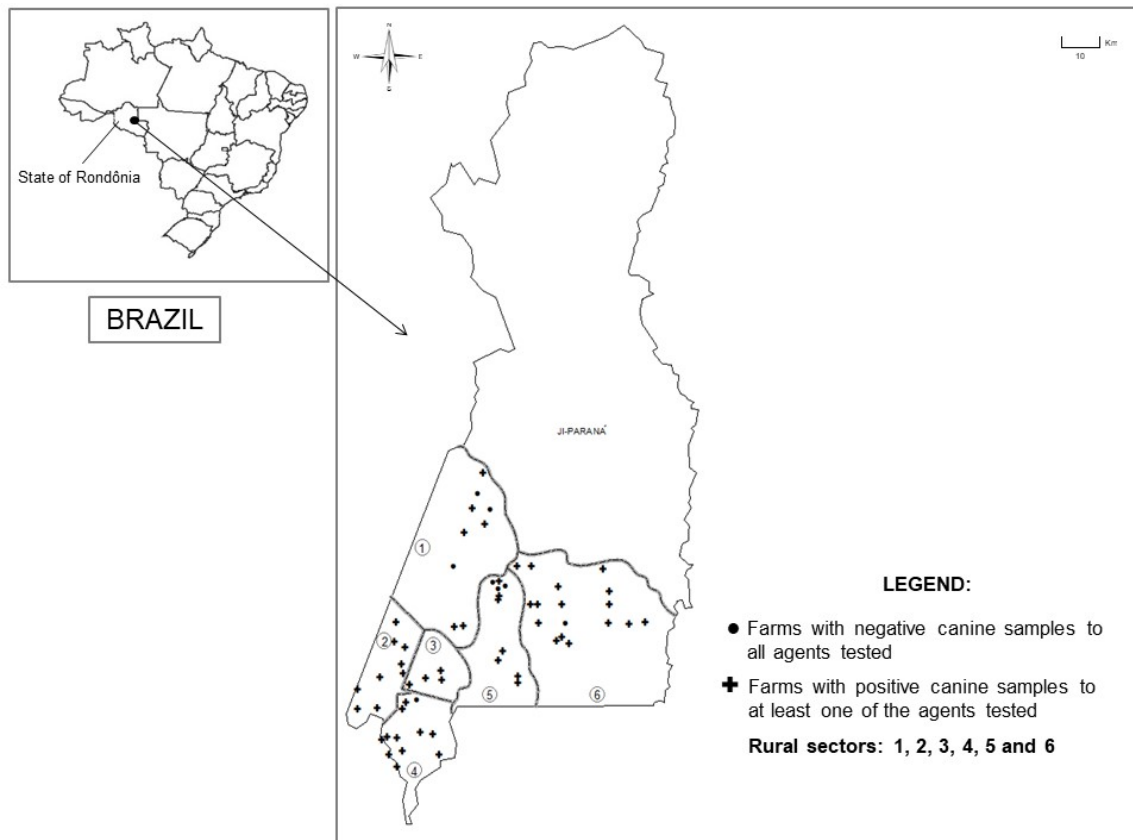 State of Rondônia
BRAZIL
N
W
E
S
Km
10
JI-PARANÁ
1
2
3
4
5
6
LEGEND:
Farms with negative canine samples to
all agents tested
Farms with positive canine samples to
at least one of the agents tested
Rural sectors: 1, 2, 3, 4, 5 and 6